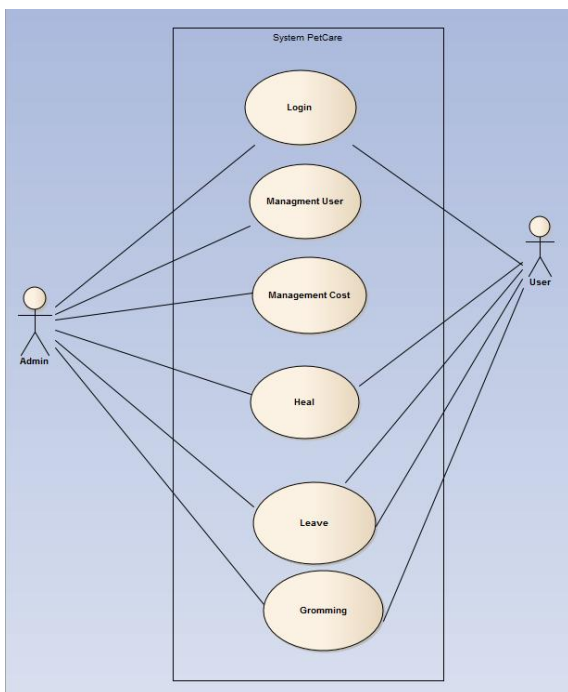 System PetCare
Login
Managment User
User
Management Cost
Admin
Heal
Leave
Gromming